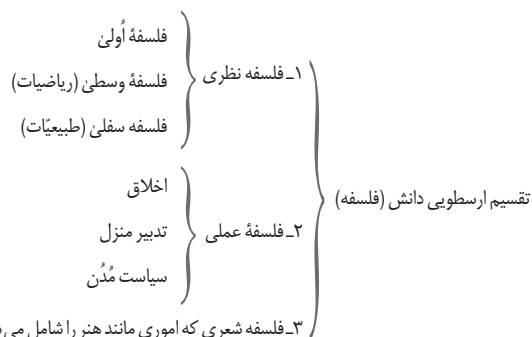 تقسیم ارسطویی دانش (فلسفه)
۱ـ فلسفه نظری
فلسفهٔ اُولیٰ
فلسفهٔ وسطیٰ (ریاضیات)
فلسفه سفلیٰ (طبیعیّات)
۲ـ فلسفهٔ عملی
اخلاق
تدبیر منزل
سیاست مُدُن
۳ـ فلسفه شعری که اموری مانند هنر را شامل